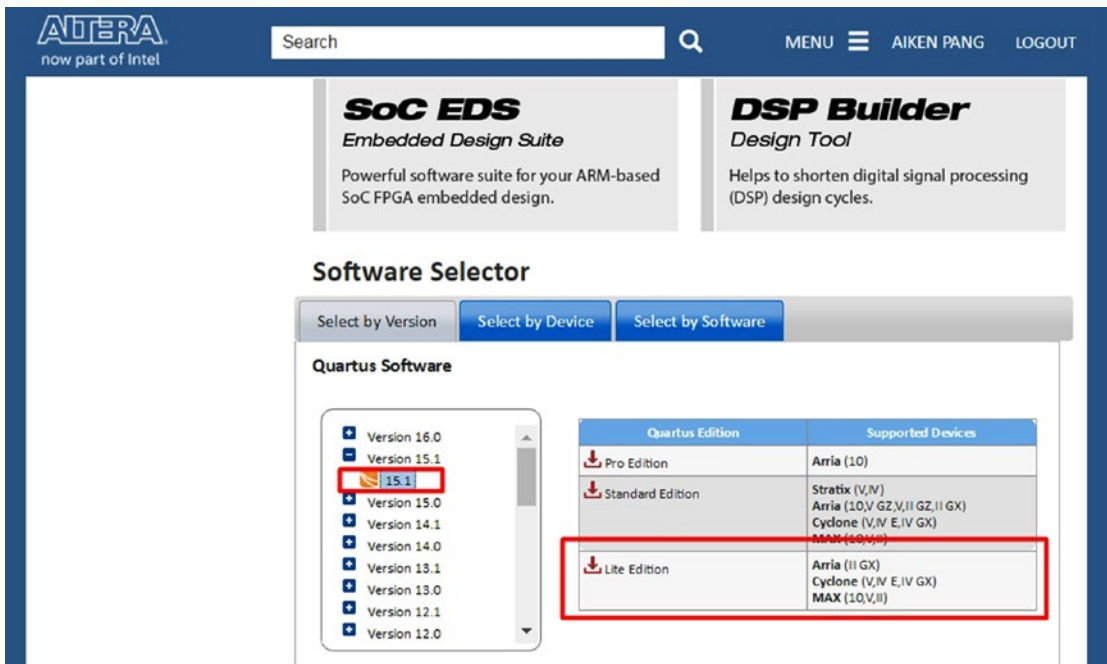 ALTERA
now part of Intel
Search
MENU
AIKEN PANG
LOGOUT
SoC EDS
Embedded Design Suite
Powerful software suite for your ARM-based
SoC FPGA embedded design.
DSP Builder
Design Tool
Helps to shorten digital signal processing
(DSP) design cycles.
Software Selector
Select by Version
Select by Device
Select by Software
Quartus Software
Version 16.0
Version 15.1
15.1
Version 15.0
Version 14.1
Version 14.0
Version 13.1
Version 13.0
Version 12.1
Version 12.0
Quartus Edition
Supported Devices
Pro Edition
Arria (10)
Standard Edition
Stratix (V,IV)
Arria (10,V GZ,V,II GZ,II GX)
Cyclone (V,IV E,IV GX)
MAX (10,V,II)
Lite Edition
Arria (II GX)
Cyclone (V,IV E,IV GX)
MAX (10,V,II)